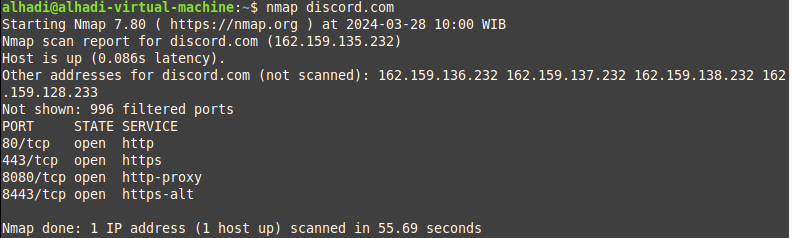 alhadi@alhadi-virtual-machine:~$ nmap discord.com
Starting Nmap 7.80 ( https://nmap.org ) at 2024-03-28 10:00 WIB
Nmap scan report for discord.com (162.159.135.232)
Host is up (0.086s latency).
Other addresses for discord.com (not scanned): 162.159.136.232 162.159.137.232 162.159.138.232 162
.159.128.233
Not shown: 996 filtered ports
PORT     STATE SERVICE
80/tcp   open  http
443/tcp  open  https
8080/tcp open  http-proxy
8443/tcp open  https-alt
Nmap done: 1 IP address (1 host up) scanned in 55.69 seconds